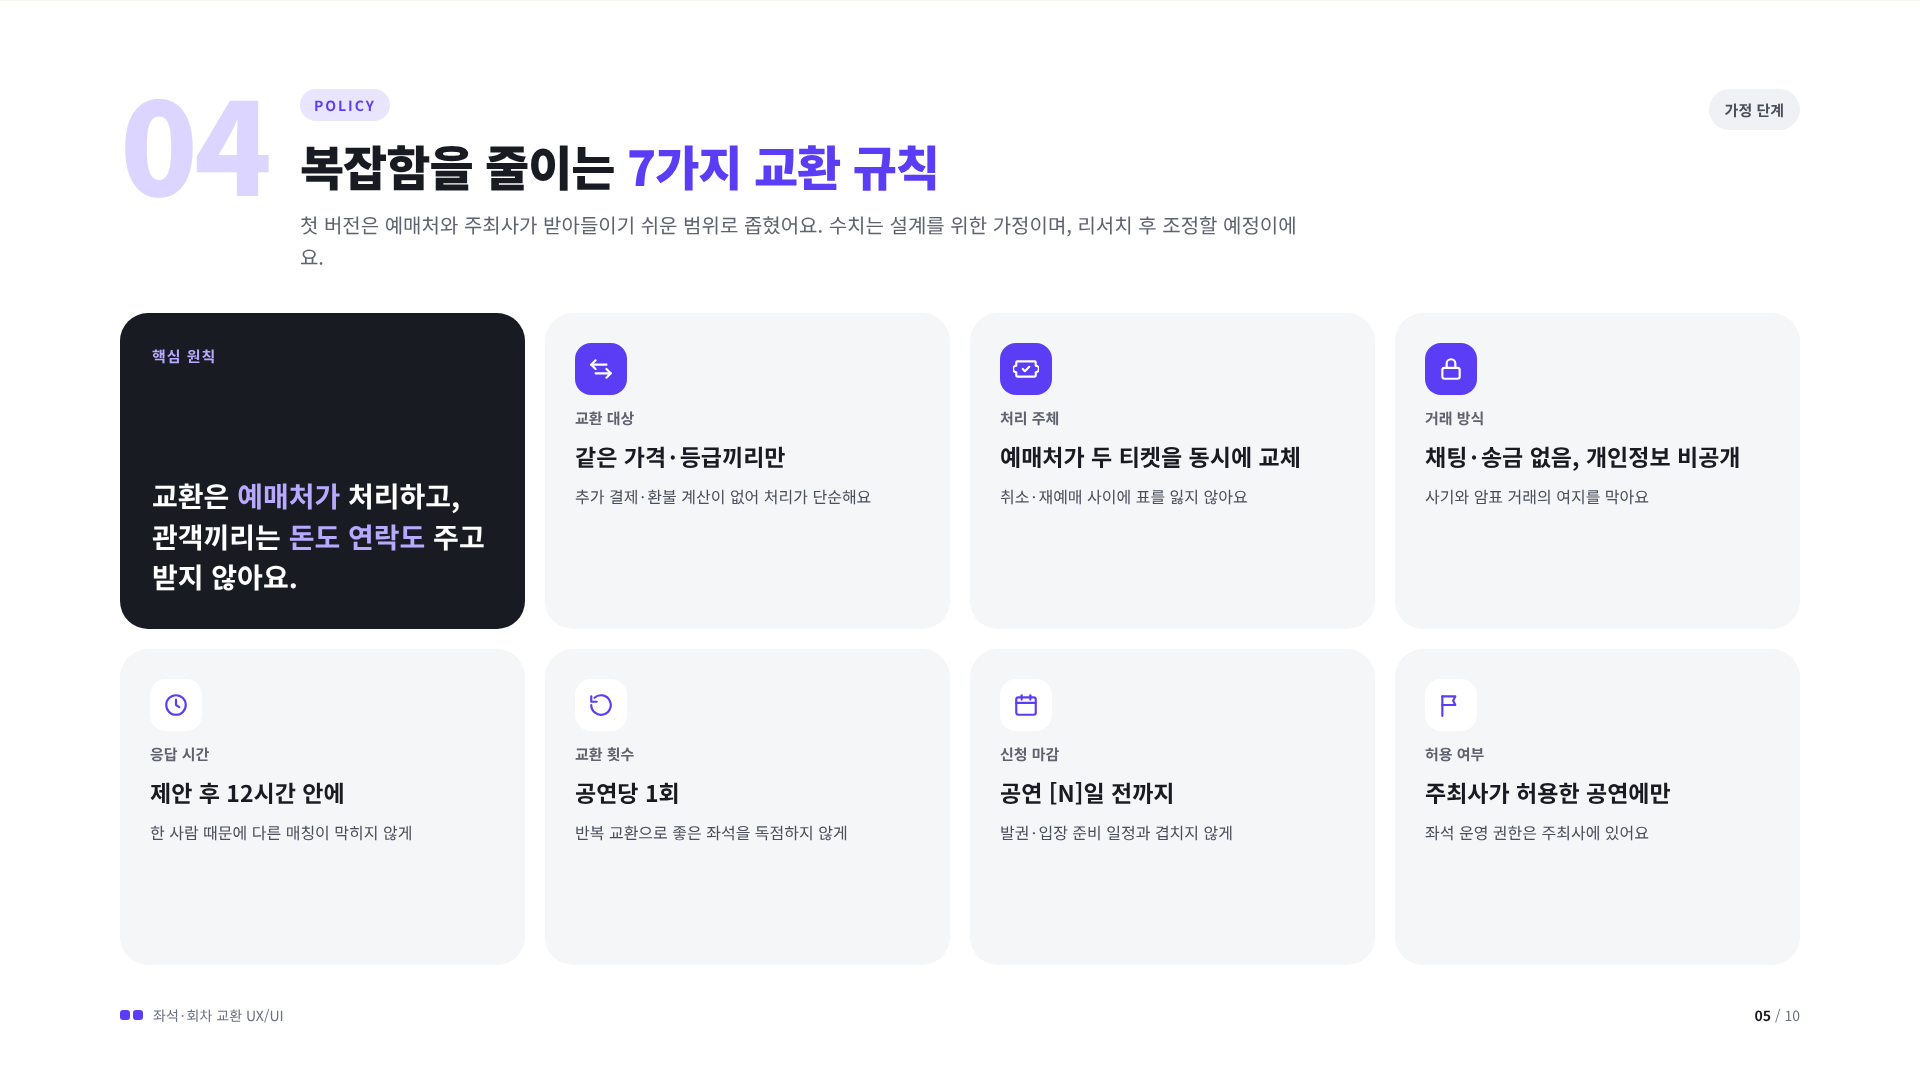 04
POLICY
가정 단계
복잡함을 줄이는 7가지 교환 규칙
첫 버전은 예매처와 주최사가 받아들이기 쉬운 범위로 좁혔어요. 수치는 설계를 위한 가정이며, 리서치 후 조정할 예정이에
요.
핵심 원칙
교환은 예매처가 처리하고,
관객끼리는 돈도 연락도 주고
받지 않아요.
교환 대상
같은 가격·등급끼리만
추가 결제·환불 계산이 없어 처리가 단순해요
처리 주체
예매처가 두 티켓을 동시에 교체
취소·재예매 사이에 표를 잃지 않아요
거래 방식
채팅·송금 없음, 개인정보 비공개
사기와 암표 거래의 여지를 막아요
응답 시간
제안 후 12시간 안에
한 사람 때문에 다른 매칭이 막히지 않게
교환 횟수
공연당 1회
반복 교환으로 좋은 좌석을 독점하지 않게
신청 마감
공연 [N]일 전까지
발권·입장 준비 일정과 겹치지 않게
허용 여부
주최사가 허용한 공연에만
좌석 운영 권한은 주최사에 있어요
좌석·회차 교환 UX/UI
05 / 10